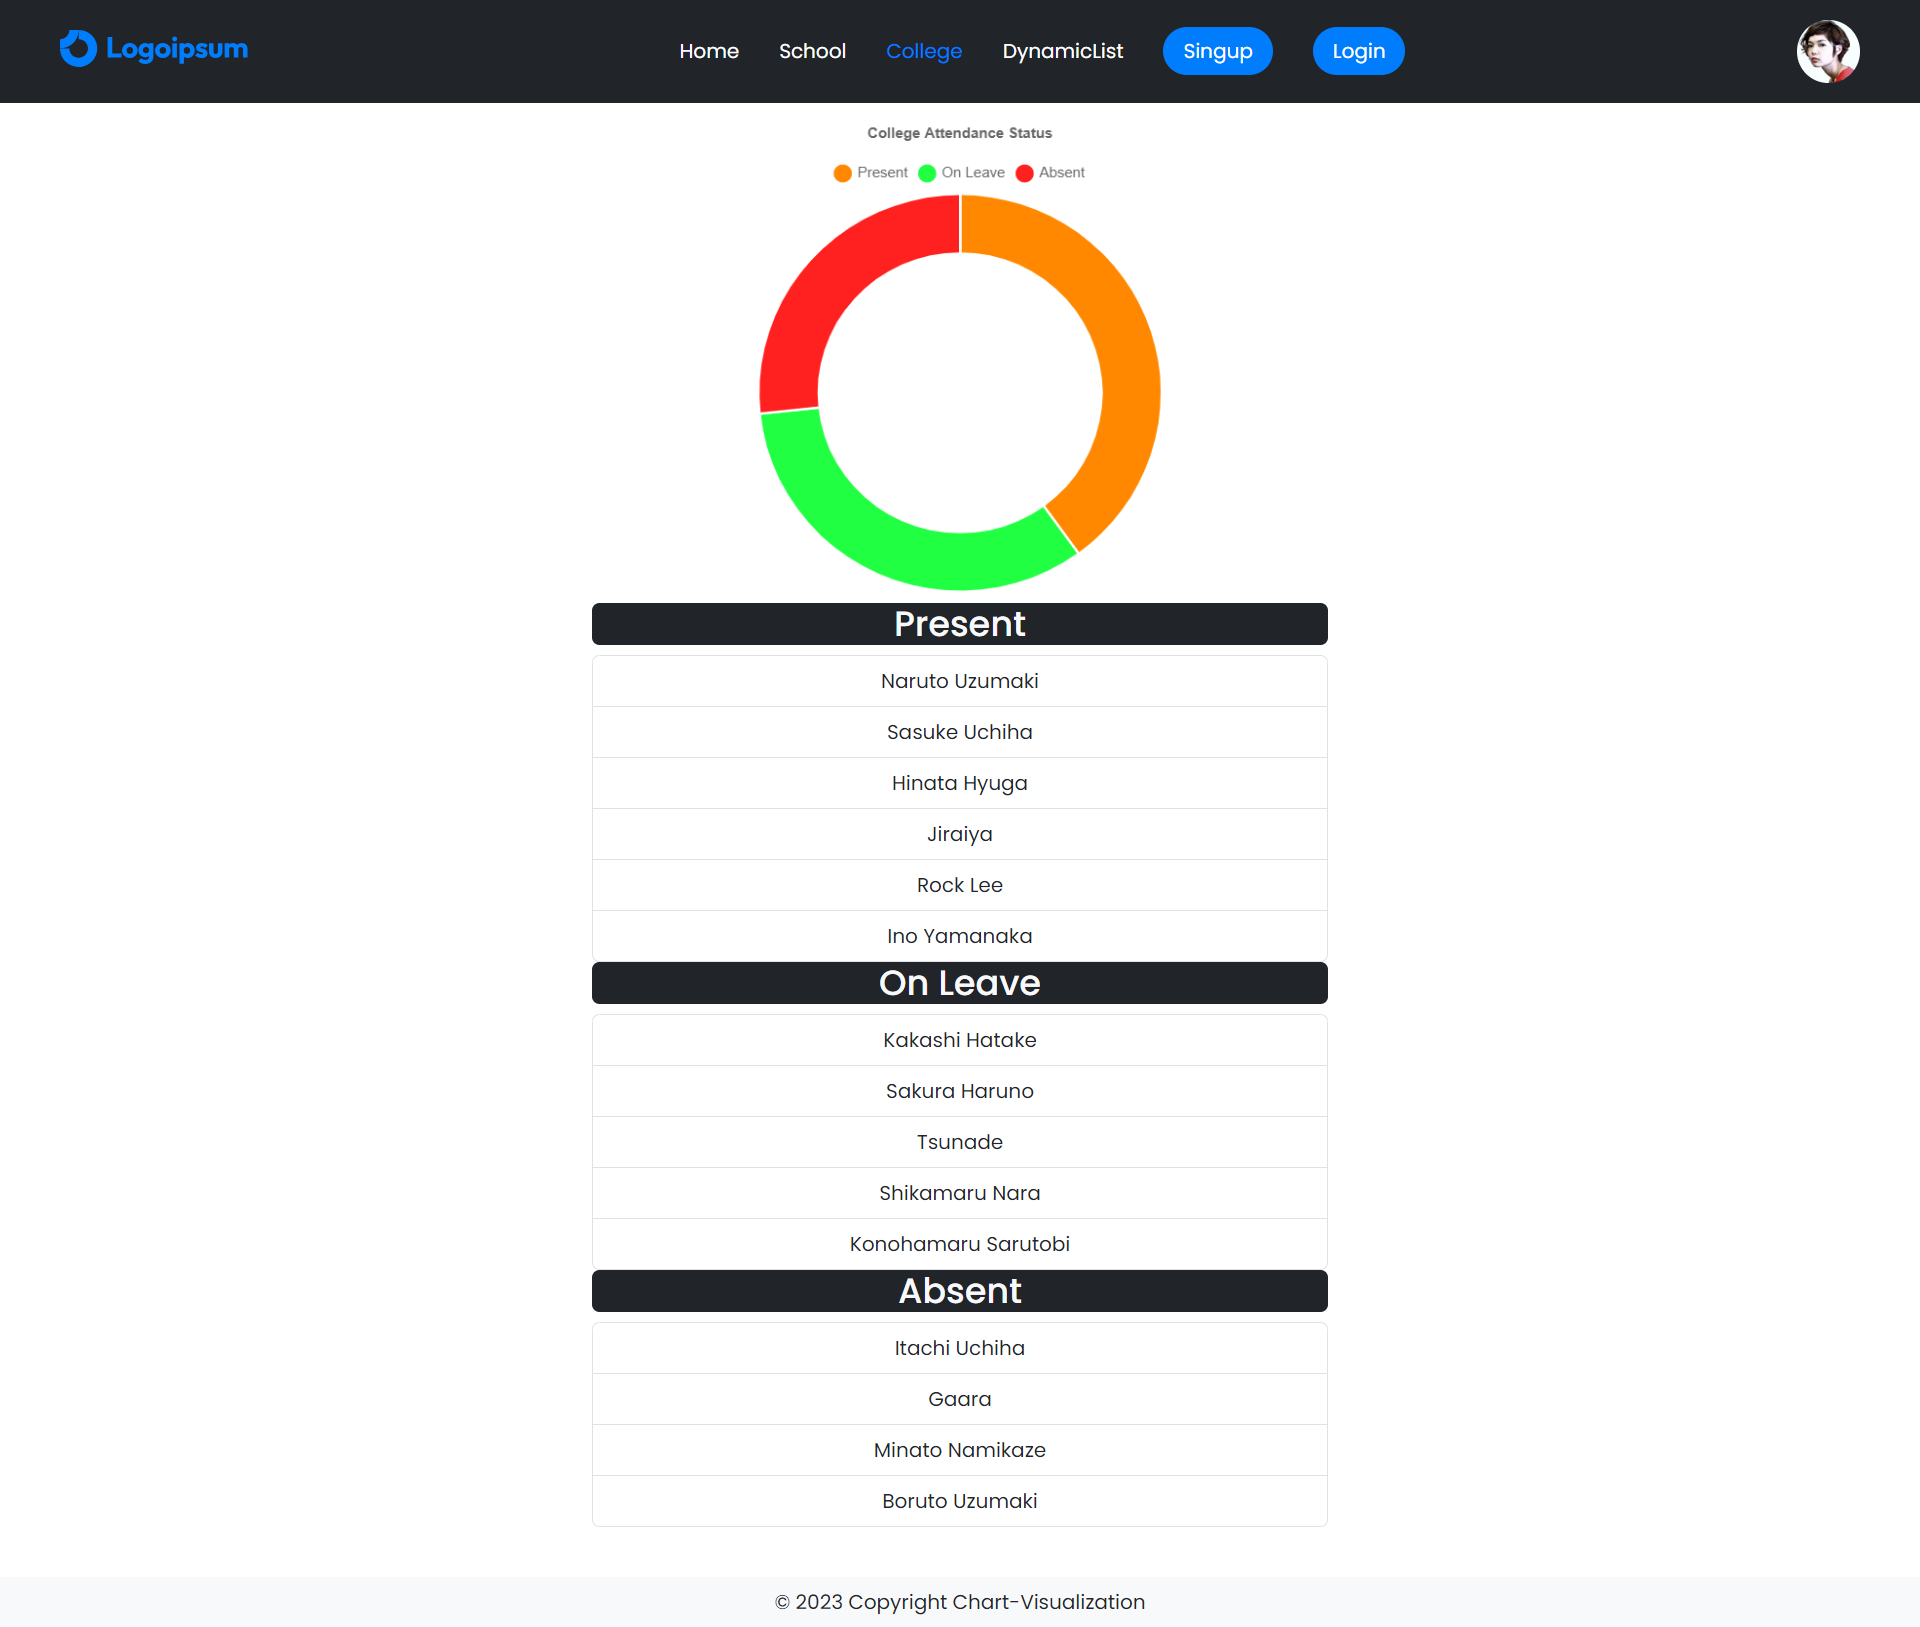 Logoipsum
Home School College DynamicList Singup Login
College Attendance Status
Present On Leave Absent
Present
Naruto Uzumaki
Sasuke Uchiha
Hinata Hyuga
Jiraiya
Rock Lee
Ino Yamanaka
On Leave
Kakashi Hatake
Sakura Haruno
Tsunade
Shikamaru Nara
Konohamaru Sarutobi
Absent
Itachi Uchiha
Gaara
Minato Namikaze
Boruto Uzumaki
© 2023 Copyright Chart-Visualization